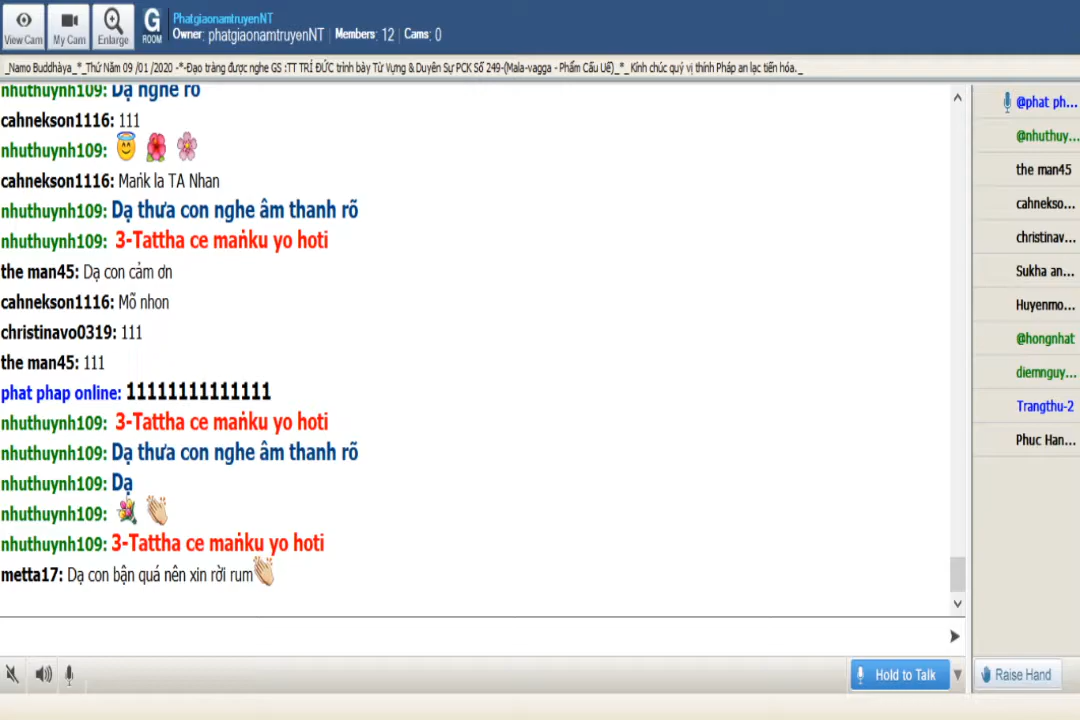 View Cam
My Cam
Enlarge
G
ROOM
PhatgiaonamtruyenNT
Owner: phatgiaonamtruyenNT | Members: 12 | Cams: 0
_Namo Buddhàya_*_Thứ Năm 09 /01 /2020 -*-Đạo tràng được nghe GS :TT TRÍ ĐỨC trình bày Từ Vựng & Duyên Sự PCK Số 249-(Mala-vagga - Phẩm Cấu Uế)_*_ Kính chúc quý vị thính Pháp an lạc tiến hóa._
nhuthuynh109: Dạ nghe rõ
cahnekson1116: 111
nhuthuynh109:
cahnekson1116: Maṅk la TA Nhan
nhuthuynh109: Dạ thưa con nghe âm thanh rõ
nhuthuynh109: 3-Tattha ce maṅku yo hoti
the man45: Dạ con cảm ơn
cahnekson1116: Mõ nhon
christinavo0319: 111
the man45: 111
phat phap online: 11111111111111
nhuthuynh109: 3-Tattha ce maṅku yo hoti
nhuthuynh109: Dạ thưa con nghe âm thanh rõ
nhuthuynh109: Dạ
nhuthuynh109:
nhuthuynh109: 3-Tattha ce maṅku yo hoti
metta17: Dạ con bận quá nên xin rời rum
@phat ph...
@nhuthuy...
the man45
cahnekso...
christinav...
Sukha an...
Huyenmo...
@hongnhat
diemnguy...
Trangthu-2
Phuc Han...
Hold to Talk
Raise Hand